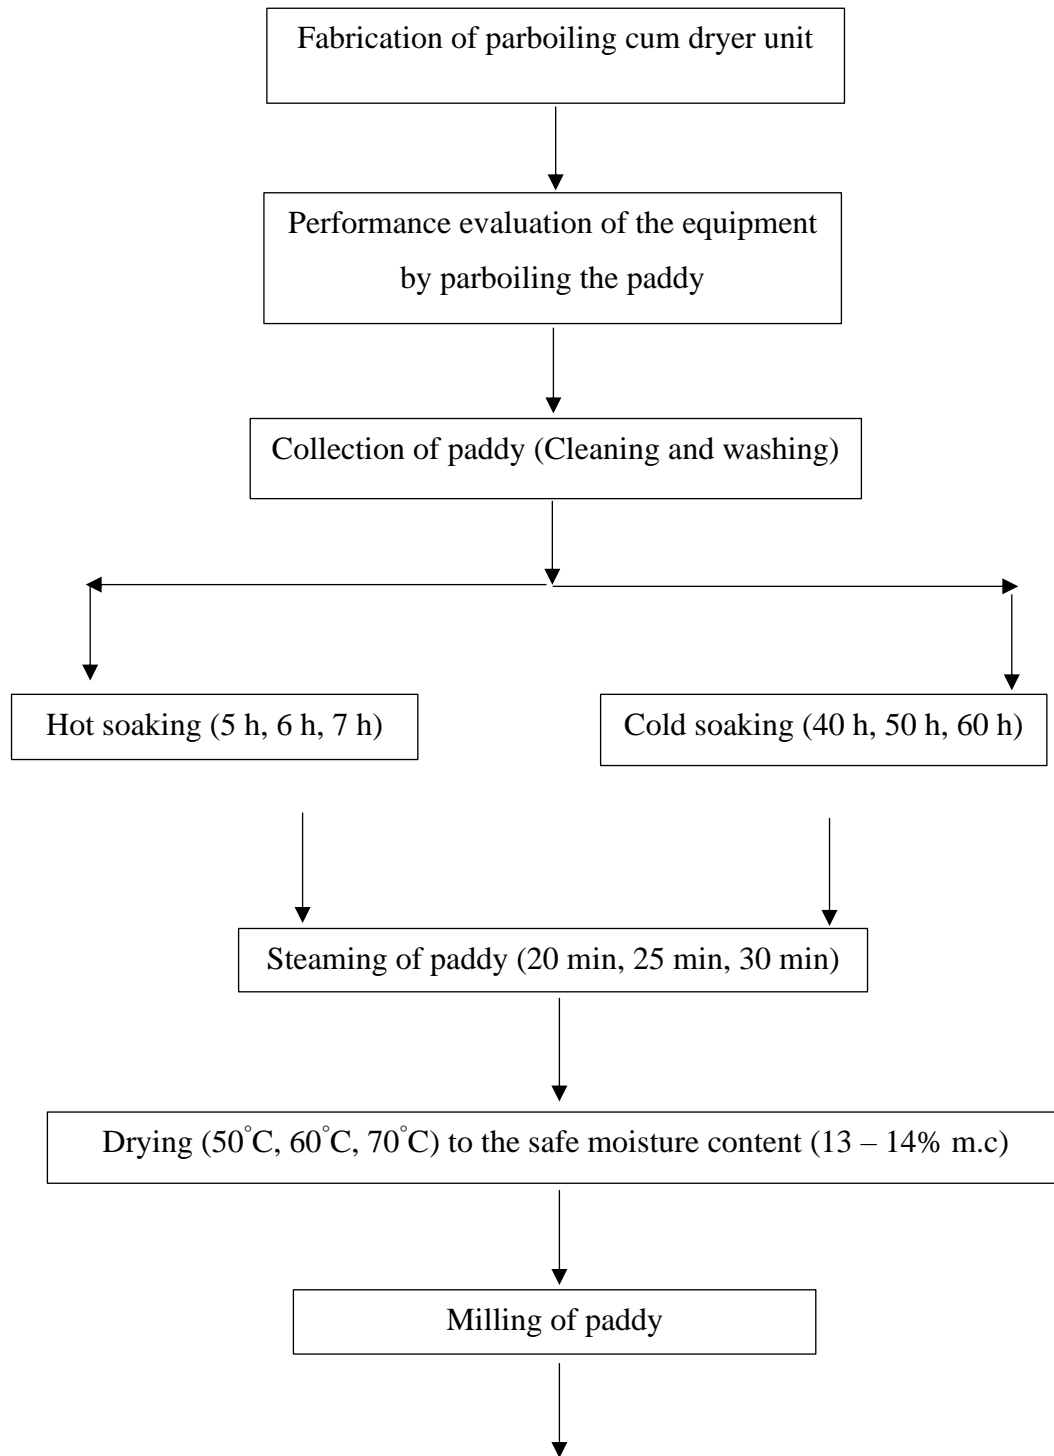 Fabrication of parboiling cum dryer unit
Performance evaluation of the equipment
by parboiling the paddy
Collection of paddy (Cleaning and washing)
Hot soaking (5 h, 6 h, 7 h)
Cold soaking (40 h, 50 h, 60 h)
Steaming of paddy (20 min, 25 min, 30 min)
Drying (50°C, 60°C, 70°C) to the safe moisture content (13 – 14% m.c)
Milling of paddy